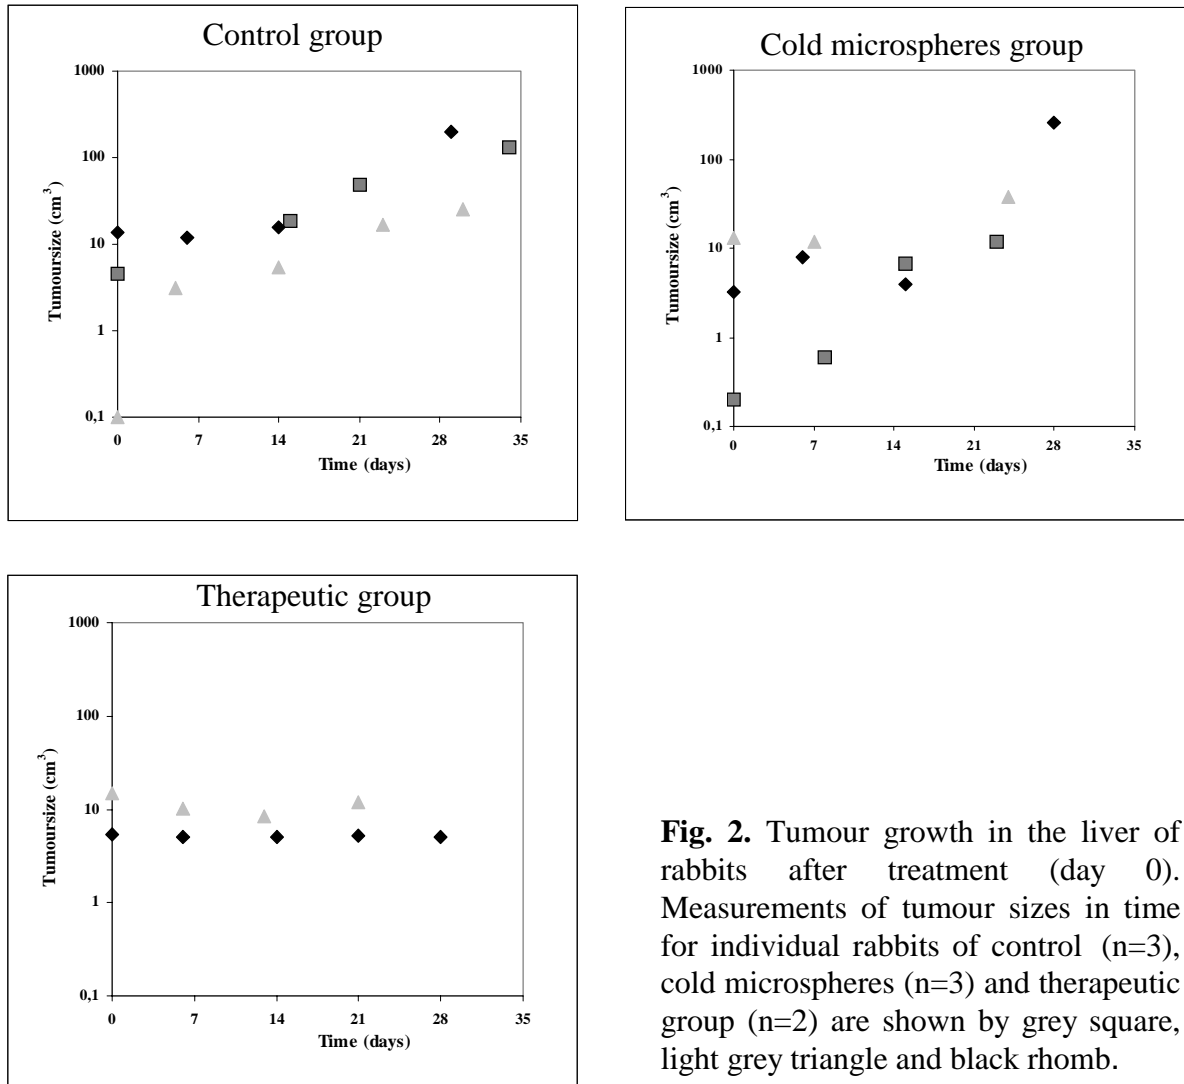 Control group
1000
100
10
1
0,1
Tumoursize (cm³)
0 7 14 21 28 35
Time (days)
Cold microspheres group
1000
100
10
1
0,1
Tumoursize (cm³)
0 7 14 21 28 35
Time (days)
Therapeutic group
1000
100
10
1
0,1
Tumoursize (cm³)
0 7 14 21 28 35
Time (days)
Fig. 2. Tumour growth in the liver of
rabbits after treatment (day 0).
Measurements of tumour sizes in time
for individual rabbits of control (n=3),
cold microspheres (n=3) and therapeutic
group (n=2) are shown by grey square,
light grey triangle and black rhomb.